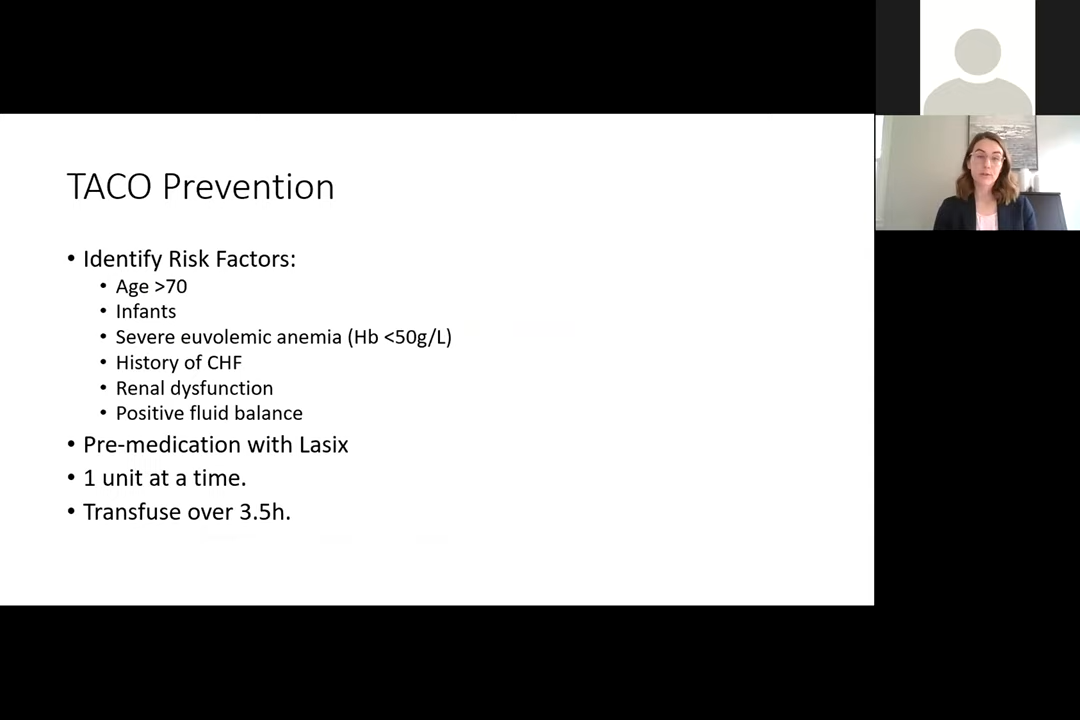 TACO Prevention
• Identify Risk Factors:
• Age >70
• Infants
• Severe euvolemic anemia (Hb <50g/L)
• History of CHF
• Renal dysfunction
• Positive fluid balance
• Pre-medication with Lasix
• 1 unit at a time.
• Transfuse over 3.5h.